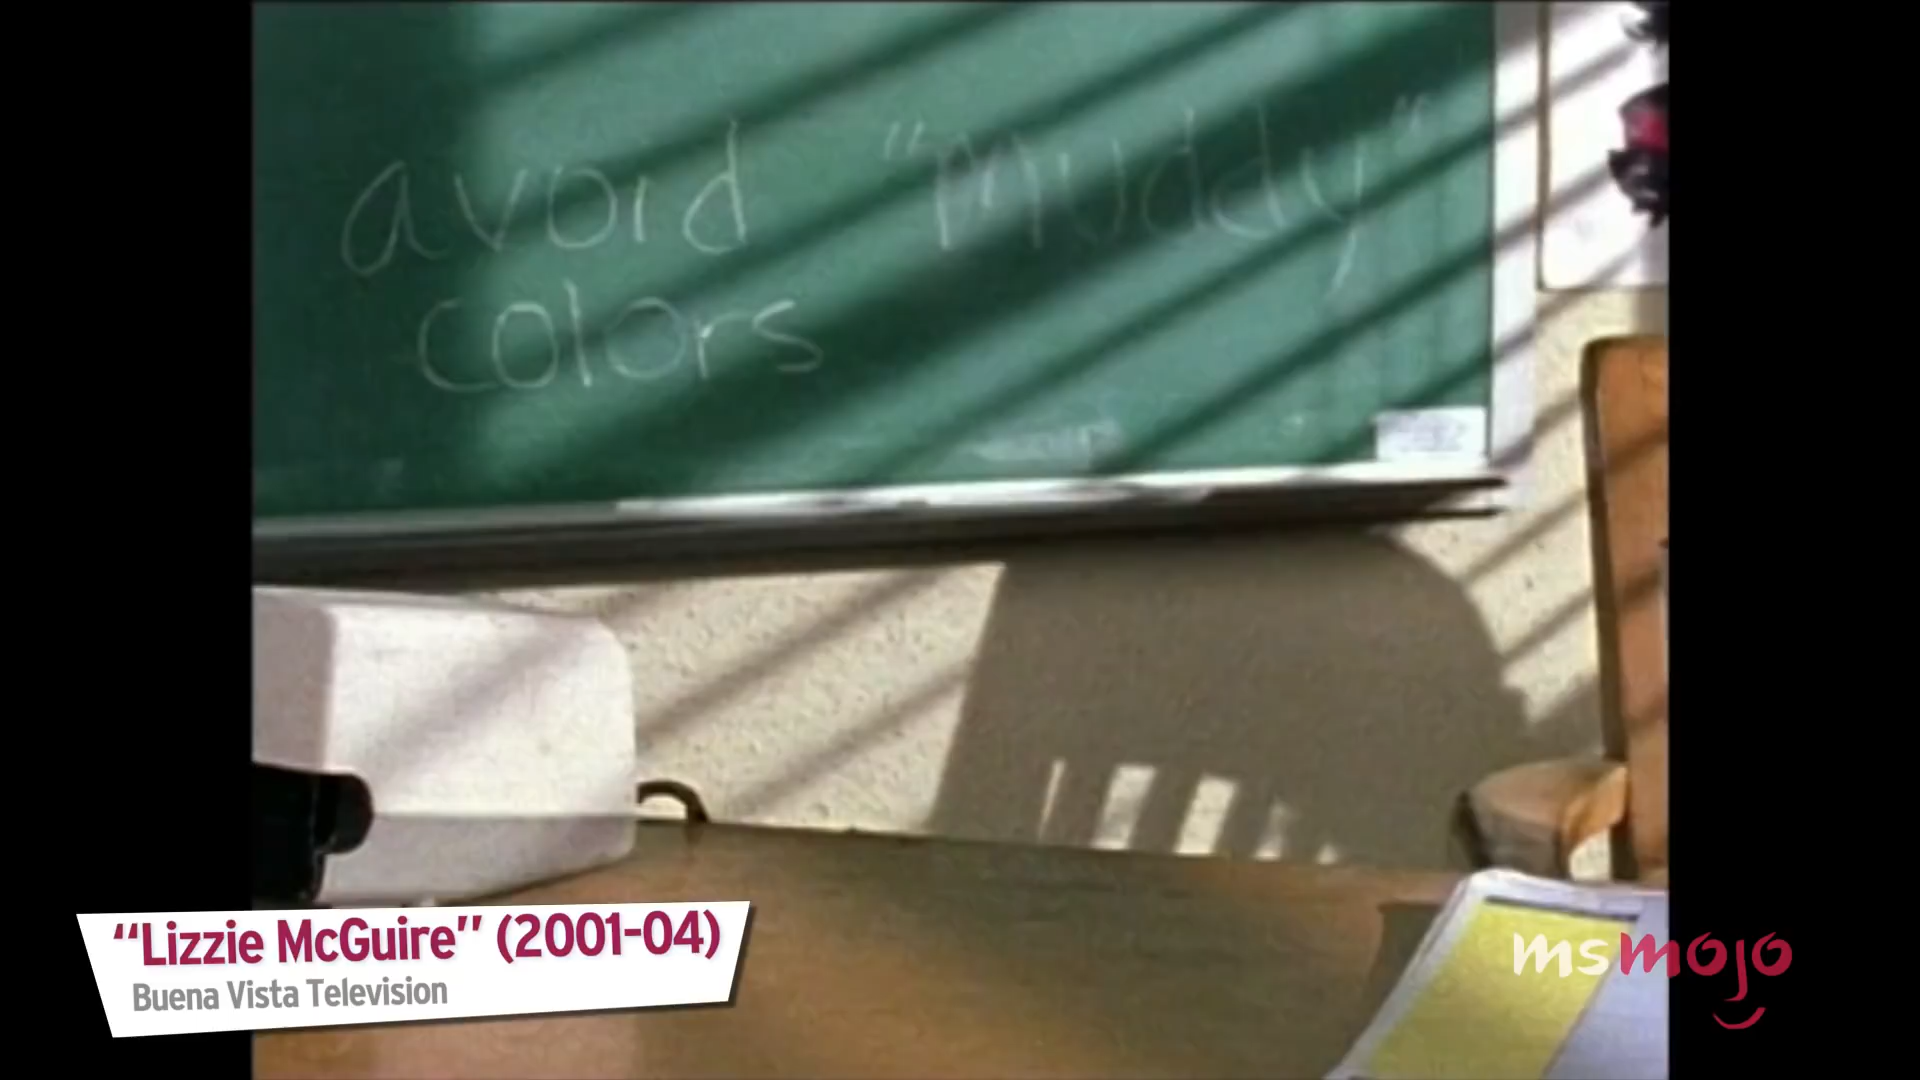 avoid "muddy"
colors
“Lizzie McGuire” (2001-04)
Buena Vista Television
msmojo